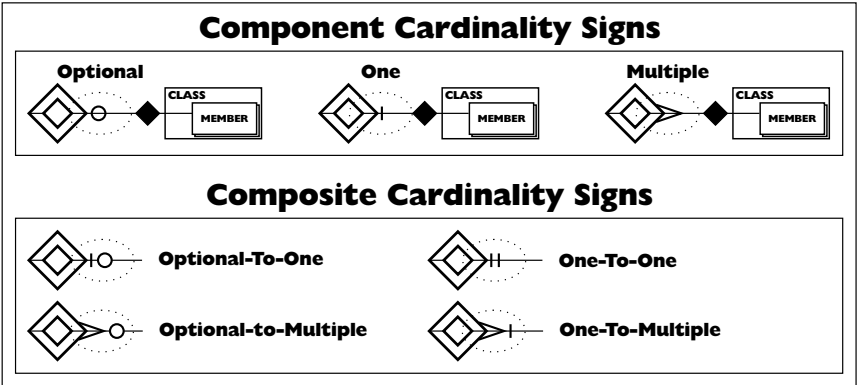 Component Cardinality Signs
Optional One Multiple
CLASS CLASS CLASS
MEMBER MEMBER MEMBER
Composite Cardinality Signs
Optional-To-One One-To-One
Optional-to-Multiple One-To-Multiple